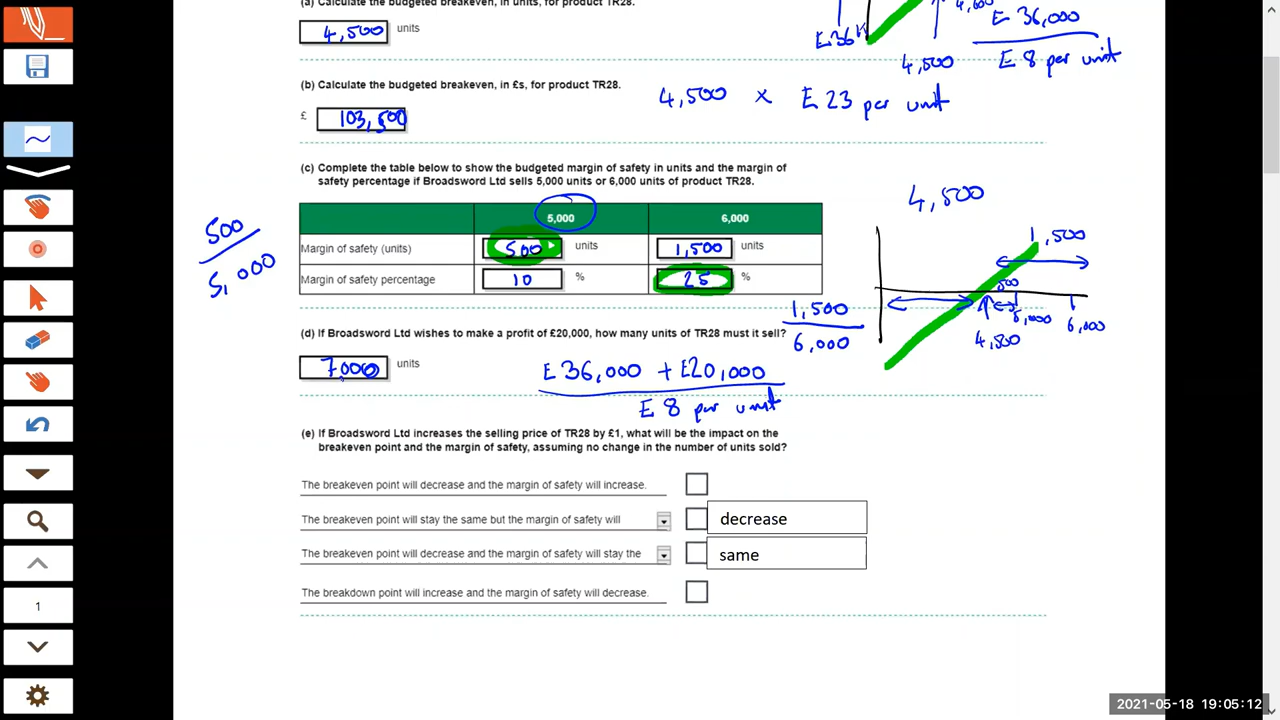 (a) Calculate the budgeted breakeven, in units, for product TR28.
4,500 units
£36K
4,500
£ 36,000
£ 8 per unit
(b) Calculate the budgeted breakeven, in £s, for product TR28.
£ 103,500
4,500 x £ 23 per unit
(c) Complete the table below to show the budgeted margin of safety in units and the margin of
safety percentage if Broadsword Ltd sells 5,000 units or 6,000 units of product TR28.
5,000 6,000
Margin of safety (units) 500 units 1,500 units
Margin of safety percentage 10 % 25 %
500
5,000
4,500
1,500
500
5,000
6,000
4,500
1,500
6,000
(d) If Broadsword Ltd wishes to make a profit of £20,000, how many units of TR28 must it sell?
7,000 units
£36,000 + £20,000
£ 8 per unit
(e) If Broadsword Ltd increases the selling price of TR28 by £1, what will be the impact on the
breakeven point and the margin of safety, assuming no change in the number of units sold?
The breakeven point will decrease and the margin of safety will increase.
The breakeven point will stay the same but the margin of safety will decrease
The breakeven point will decrease and the margin of safety will stay the same
The breakdown point will increase and the margin of safety will decrease.
1
2021-05-18 19:05:12